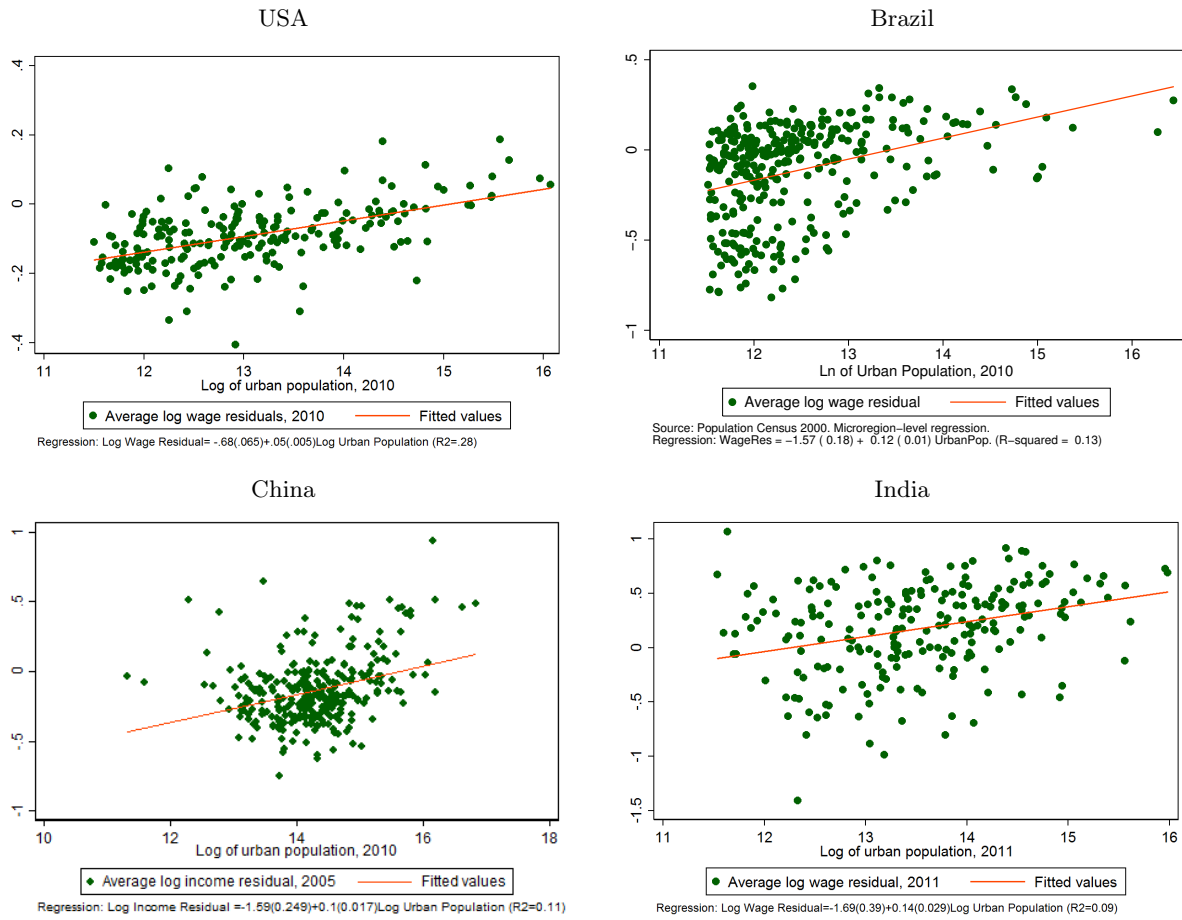 USA
.4
.2
0
-.2
-.4
11 12 13 14 15 16
Log of urban population, 2010
Average log wage residuals, 2010 Fitted values
Regression: Log Wage Residual= -.68(.065)+.05(.005)Log Urban Population (R2=.28)
Brazil
.5
0
−.5
−1
11 12 13 14 15 16
Ln of Urban Population, 2010
Average log wage residual Fitted values
Source: Population Census 2000. Microregion−level regression.
Regression: WageRes = −1.57 ( 0.18) + 0.12 ( 0.01) UrbanPop. (R-squared = 0.13)
China
1
.5
0
-.5
-1
10 12 14 16 18
Log of urban population, 2010
Average log income residual, 2005 Fitted values
Regression: Log Income Residual =-1.59(0.249)+0.1(0.017)Log Urban Population (R2=0.11)
India
1
.5
0
-.5
-1
-1.5
11 12 13 14 15 16
Log of urban population, 2011
Average log wage residual, 2011 Fitted values
Regression: Log Wage Residual=-1.69(0.39)+0.14(0.029)Log Urban Population (R2=0.09)